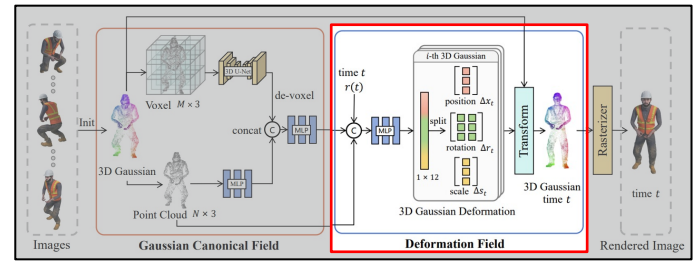 Images
Init
3D Gaussian
Voxel M × 3
3D U-Net
de-voxel
concat
C
MLP
Point Cloud N × 3
MLP
Gaussian Canonical Field
time t
r(t)
C
MLP
i-th 3D Gaussian
split
1 × 12
position Δx_t
rotation Δr_t
scale Δs_t
3D Gaussian Deformation
Transform
3D Gaussian
time t
Deformation Field
Rasterizer
time t
Rendered Image